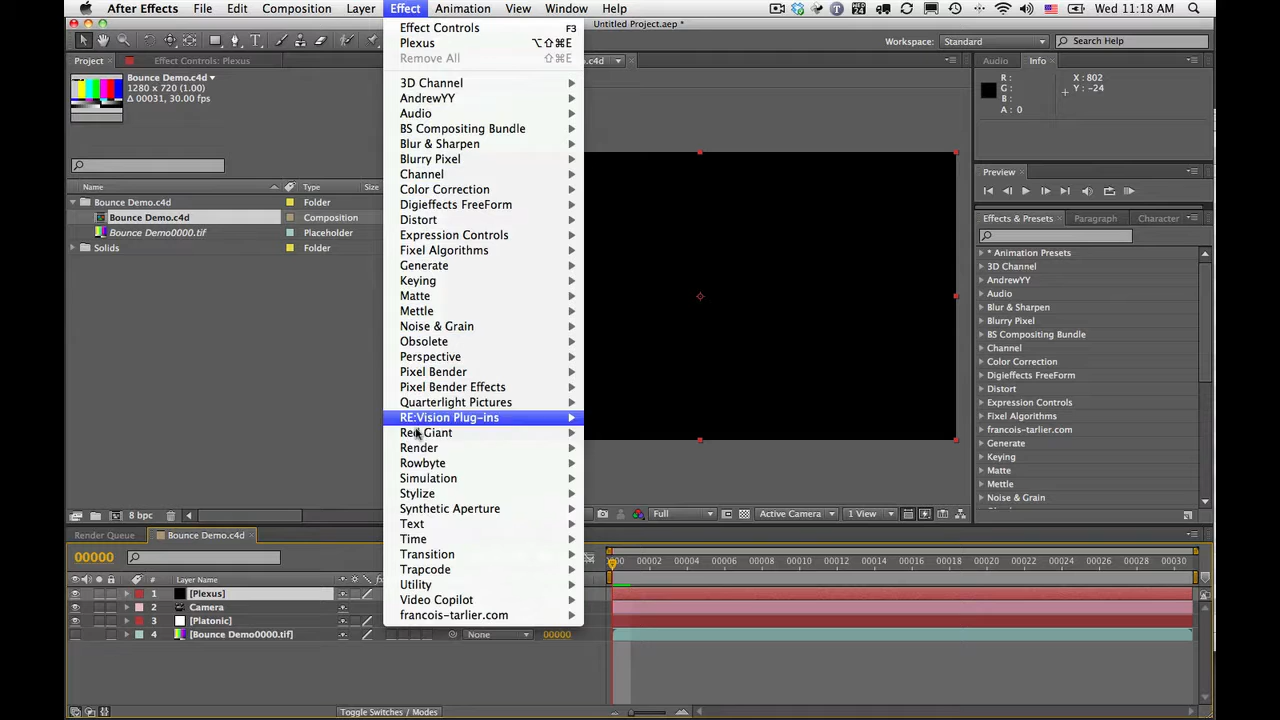 After Effects File Edit Composition Layer Effect Animation View Window Help Wed 11:18 AM
Untitled Project.aep *
Workspace: Standard Search Help
Project Effect Controls: Plexus
Bounce Demo.c4d
1280 x 720 (1.00)
Δ 00031, 30.00 fps
Name Type Size
Bounce Demo.c4d Folder
Bounce Demo.c4d Composition
Bounce Demo0000.tif Placeholder
Solids Folder
8 bpc
Effect Controls F3
Plexus ⌥⇧⌘E
Remove All ⇧⌘E
3D Channel
AndrewYY
Audio
BS Compositing Bundle
Blur & Sharpen
Blurry Pixel
Channel
Color Correction
Digieffects FreeForm
Distort
Expression Controls
Fixel Algorithms
Generate
Keying
Matte
Mettle
Noise & Grain
Obsolete
Perspective
Pixel Bender
Pixel Bender Effects
Quarterlight Pictures
RE:Vision Plug-ins
Red Giant
Render
Rowbyte
Simulation
Stylize
Synthetic Aperture
Text
Time
Transition
Trapcode
Utility
Video Copilot
francois-tarlier.com
o.c4d
Full Active Camera 1 View
Audio Info
R : X : 802
G : Y : -24
B :
A : 0
Preview
Effects & Presets Paragraph Character
* Animation Presets
3D Channel
AndrewYY
Audio
Blur & Sharpen
Blurry Pixel
BS Compositing Bundle
Channel
Color Correction
Digieffects FreeForm
Distort
Expression Controls
Fixel Algorithms
francois-tarlier.com
Generate
Keying
Matte
Mettle
Noise & Grain
Render Queue Bounce Demo.c4d
00000
# Layer Name
1 [Plexus]
2 Camera
3 [Platonic]
4 [Bounce Demo0000.tif] None 00000
00002 00004 00006 00008 00010 00012 00014 00016 00018 00020 00022 00024 00026 00028 00030
Toggle Switches / Modes